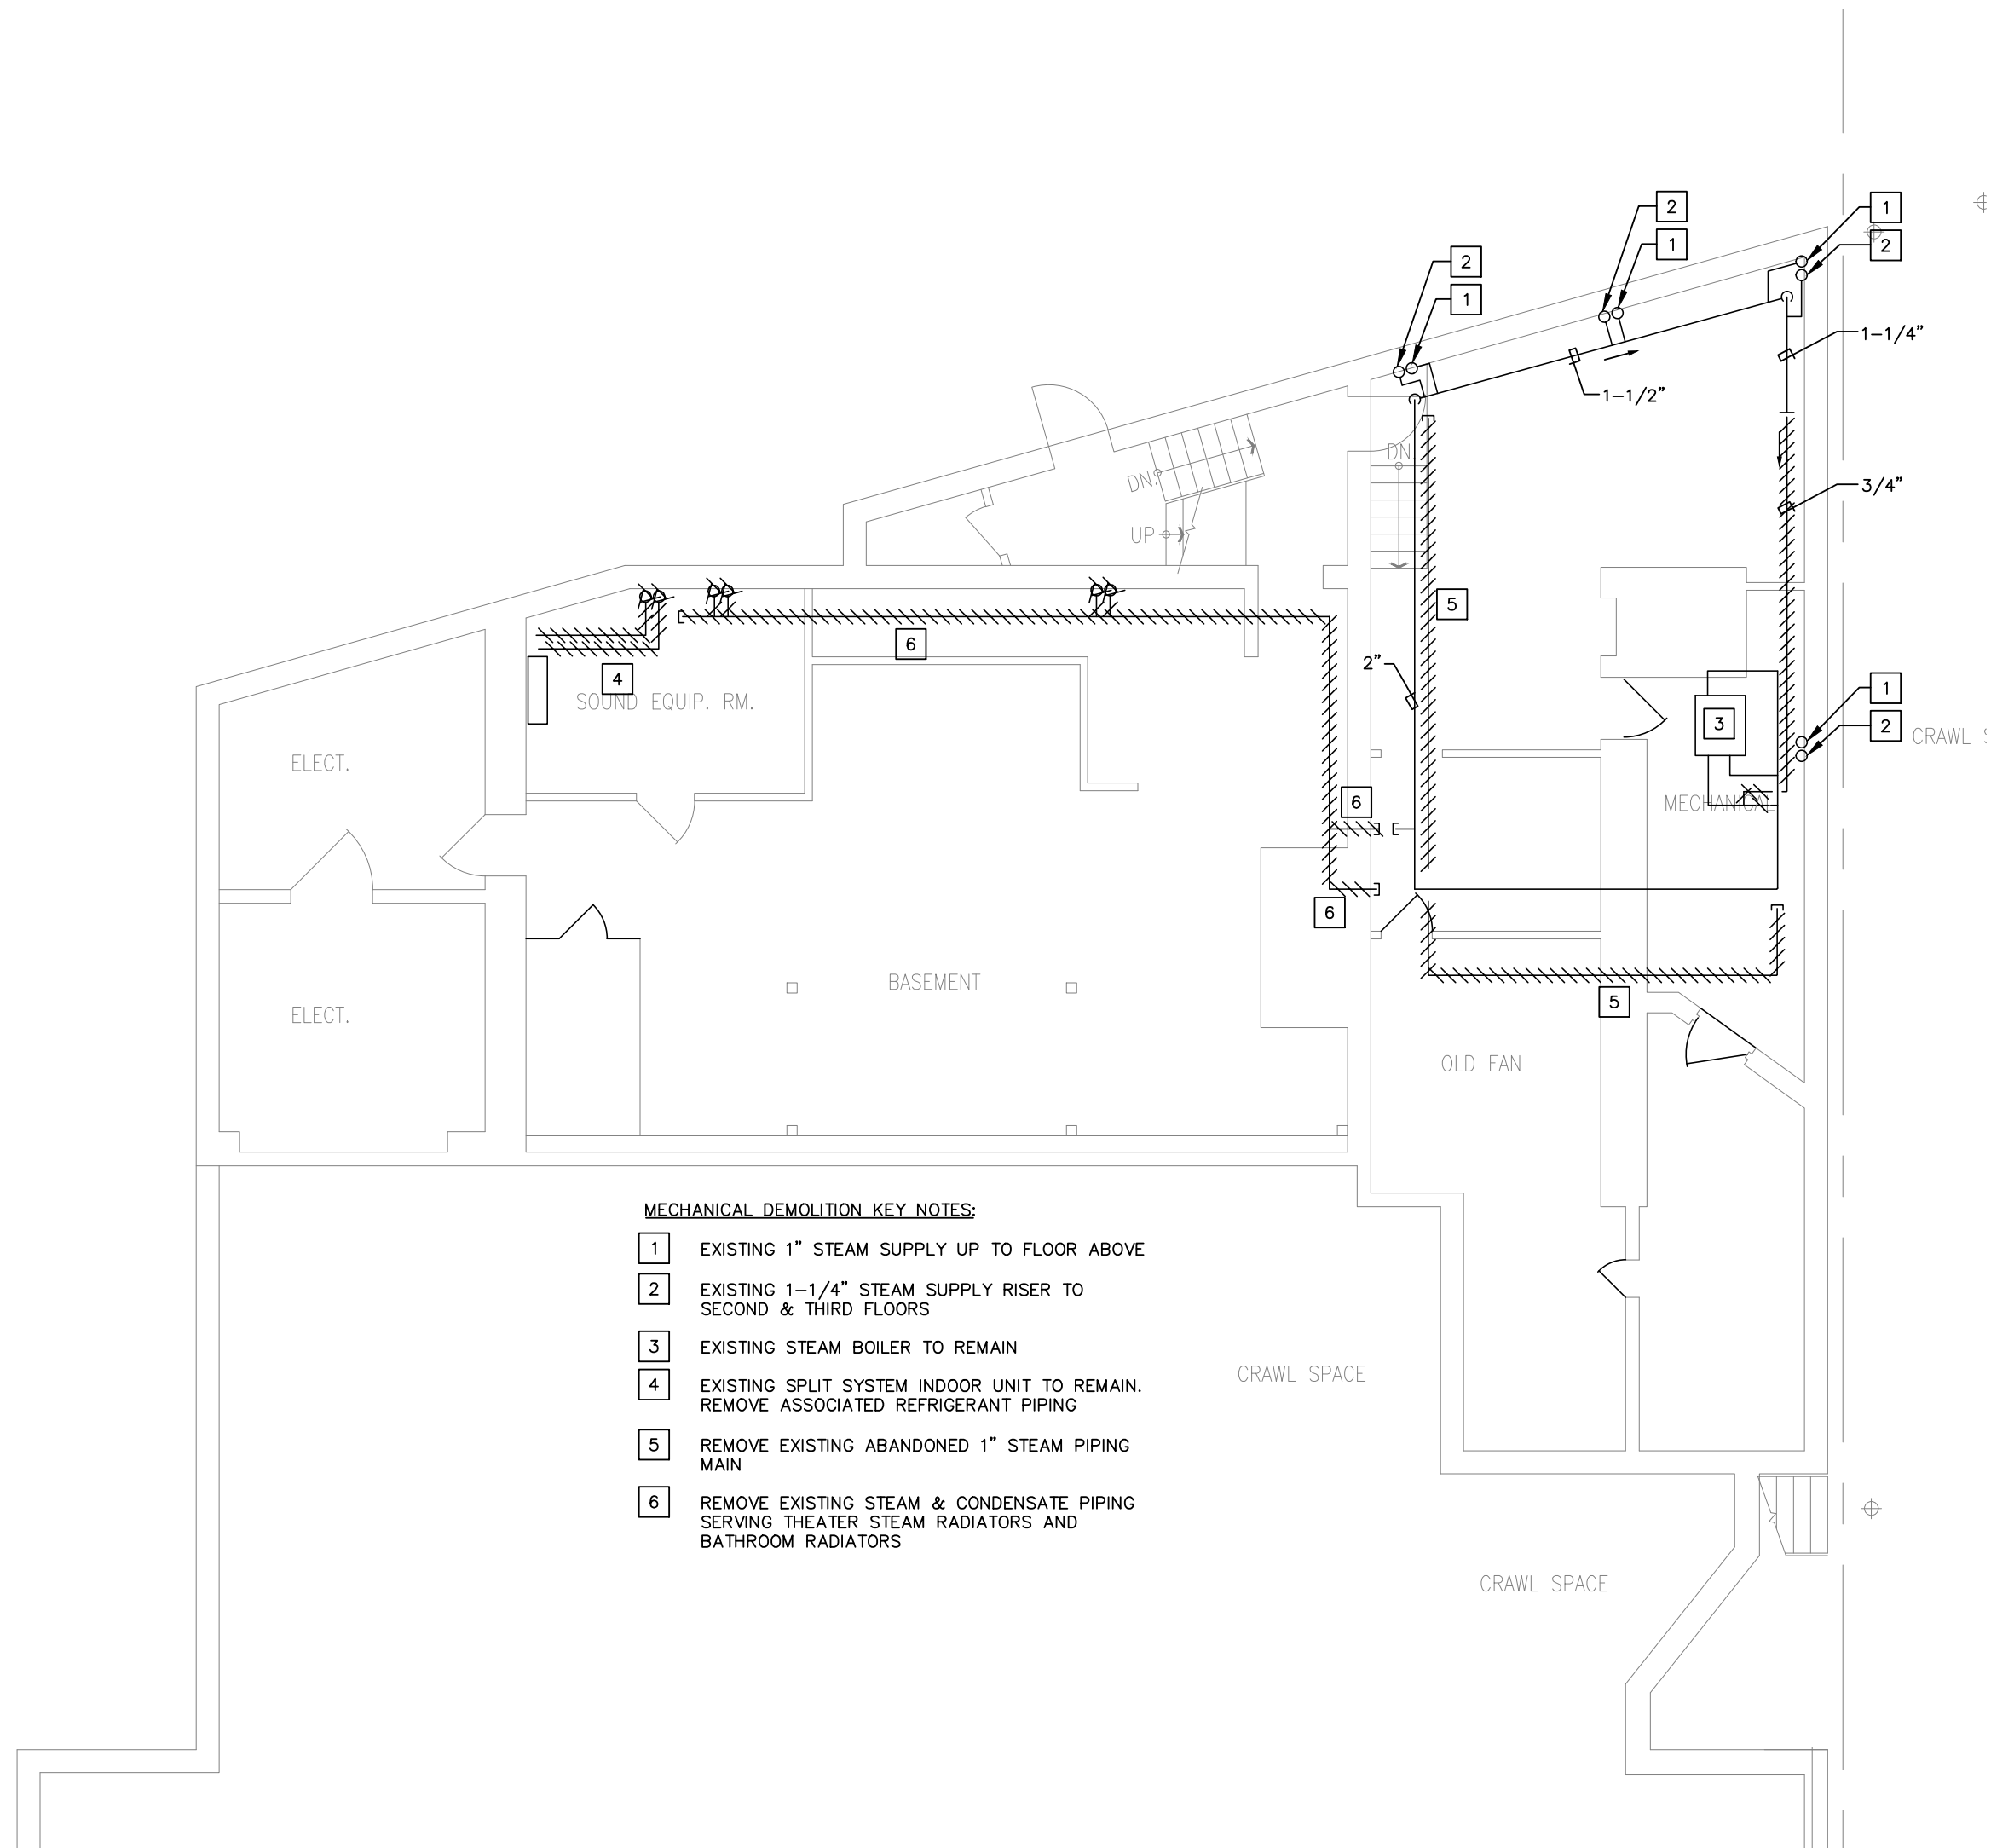 2
1
1
2
2
1
1-1/4"
1-1/2"
DN
DN.
3/4"
UP
5
6
2"
4
SOUND EQUIP. RM.
1
3
2
CRAWL
ELECT.
6
MECHANICAL
6
BASEMENT
5
ELECT.
OLD FAN
MECHANICAL DEMOLITION KEY NOTES:
1 EXISTING 1" STEAM SUPPLY UP TO FLOOR ABOVE
2 EXISTING 1-1/4" STEAM SUPPLY RISER TO
SECOND & THIRD FLOORS
3 EXISTING STEAM BOILER TO REMAIN
4 EXISTING SPLIT SYSTEM INDOOR UNIT TO REMAIN.
REMOVE ASSOCIATED REFRIGERANT PIPING
5 REMOVE EXISTING ABANDONED 1" STEAM PIPING
MAIN
6 REMOVE EXISTING STEAM & CONDENSATE PIPING
SERVING THEATER STEAM RADIATORS AND
BATHROOM RADIATORS
CRAWL SPACE
CRAWL SPACE